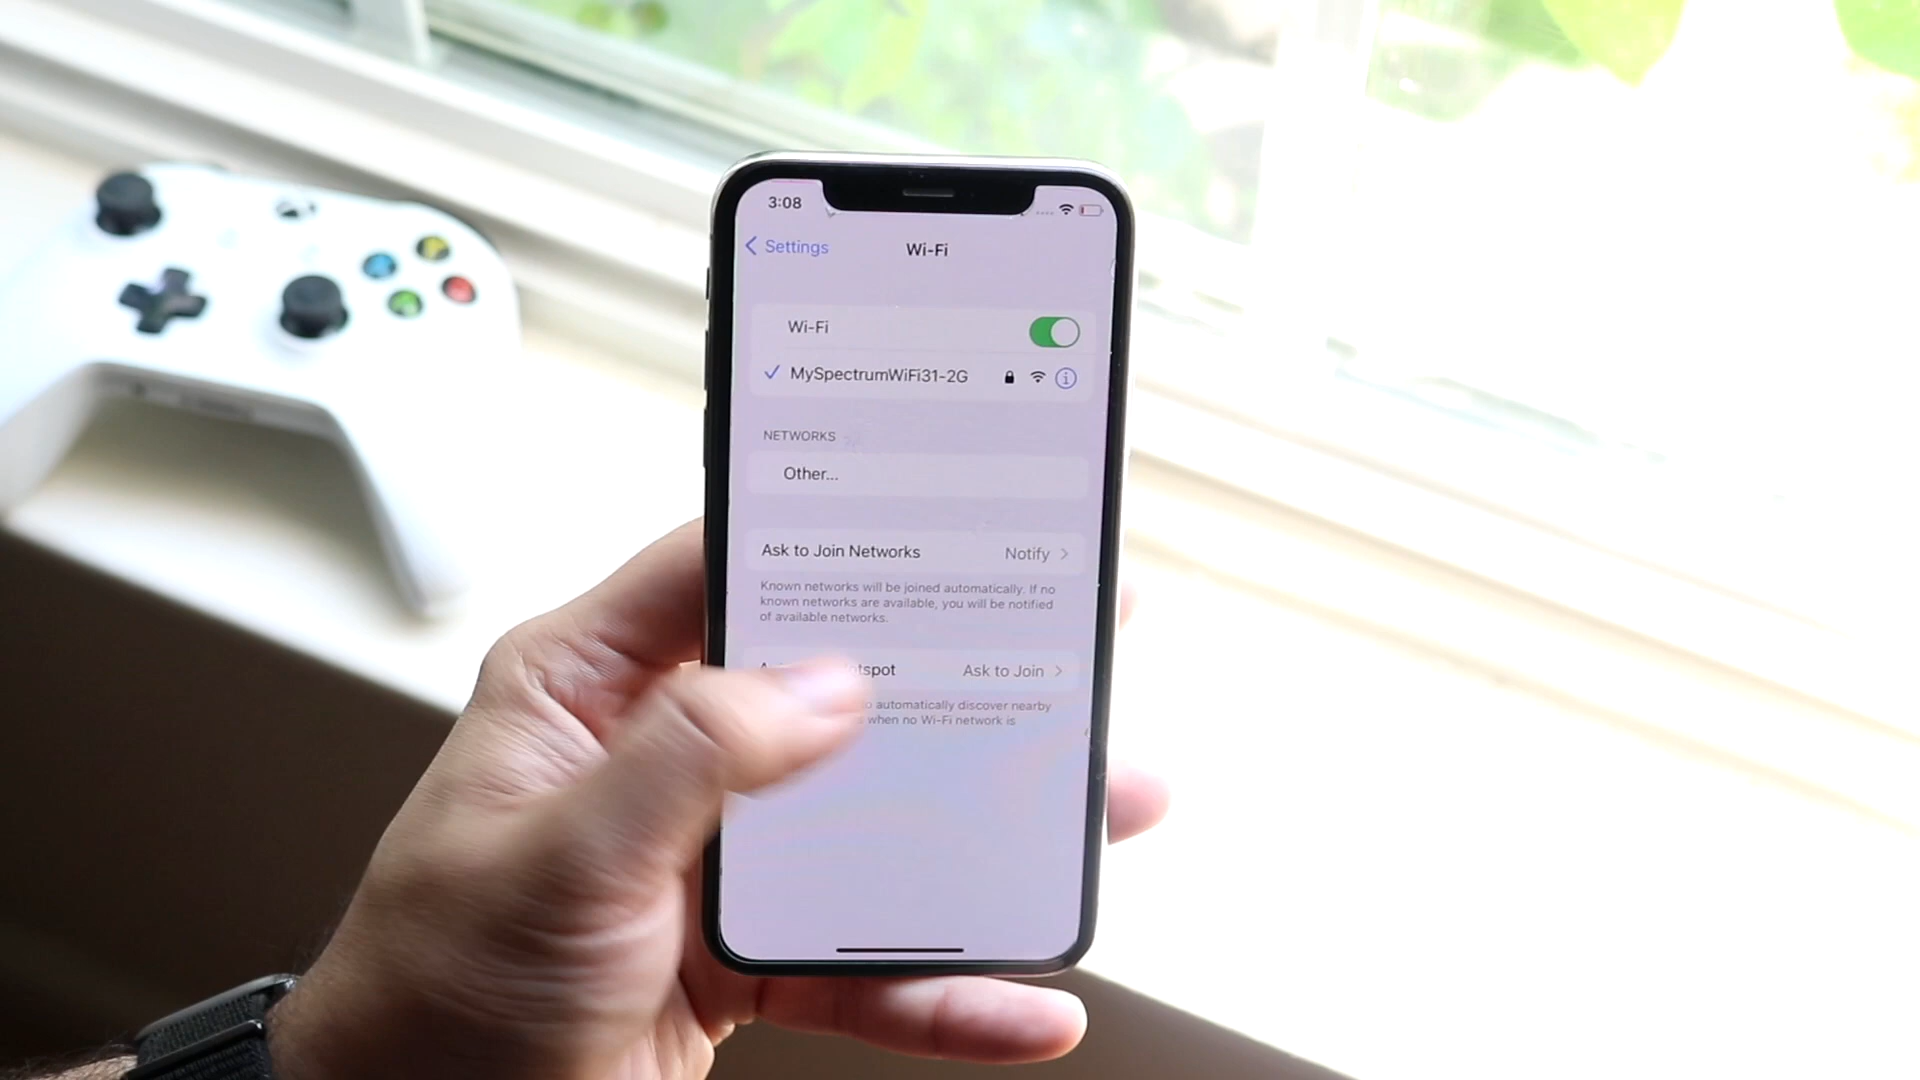 3:08
Settings
Wi-Fi
Wi-Fi
MySpectrumWiFi31-2G
NETWORKS
Other...
Ask to Join Networks Notify
Known networks will be joined automatically. If no
known networks are available, you will be notified
of available networks.
Ask to Join
automatically discover nearby
when no Wi-Fi network is